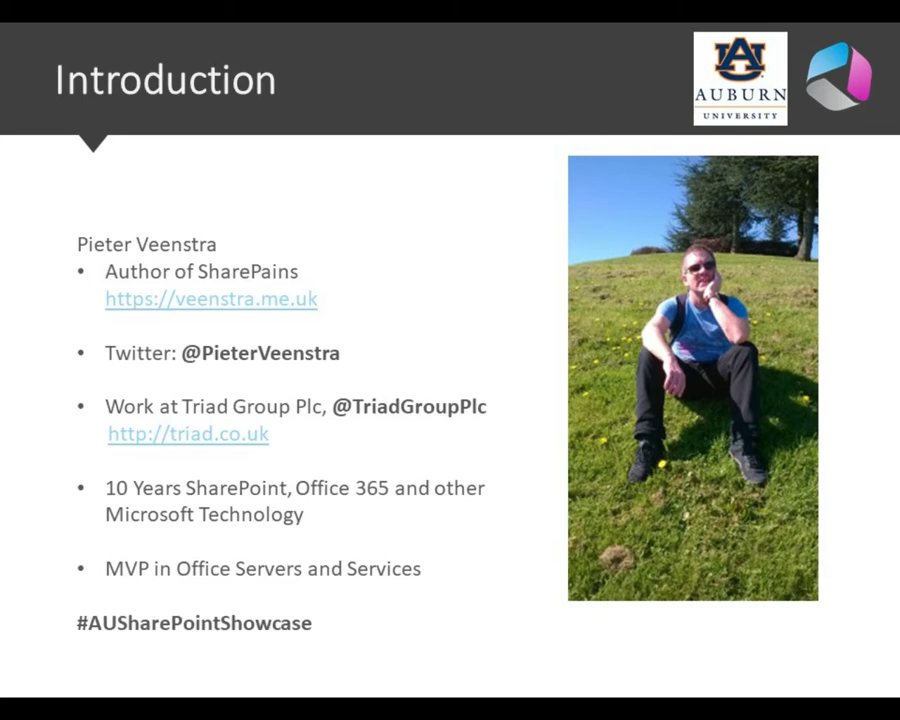 Introduction
AU
AUBURN
UNIVERSITY
Pieter Veenstra
• Author of SharePains
https://veenstra.me.uk
• Twitter: @PieterVeenstra
• Work at Triad Group Plc, @TriadGroupPlc
http://triad.co.uk
• 10 Years SharePoint, Office 365 and other
Microsoft Technology
• MVP in Office Servers and Services
#AUSharePointShowcase